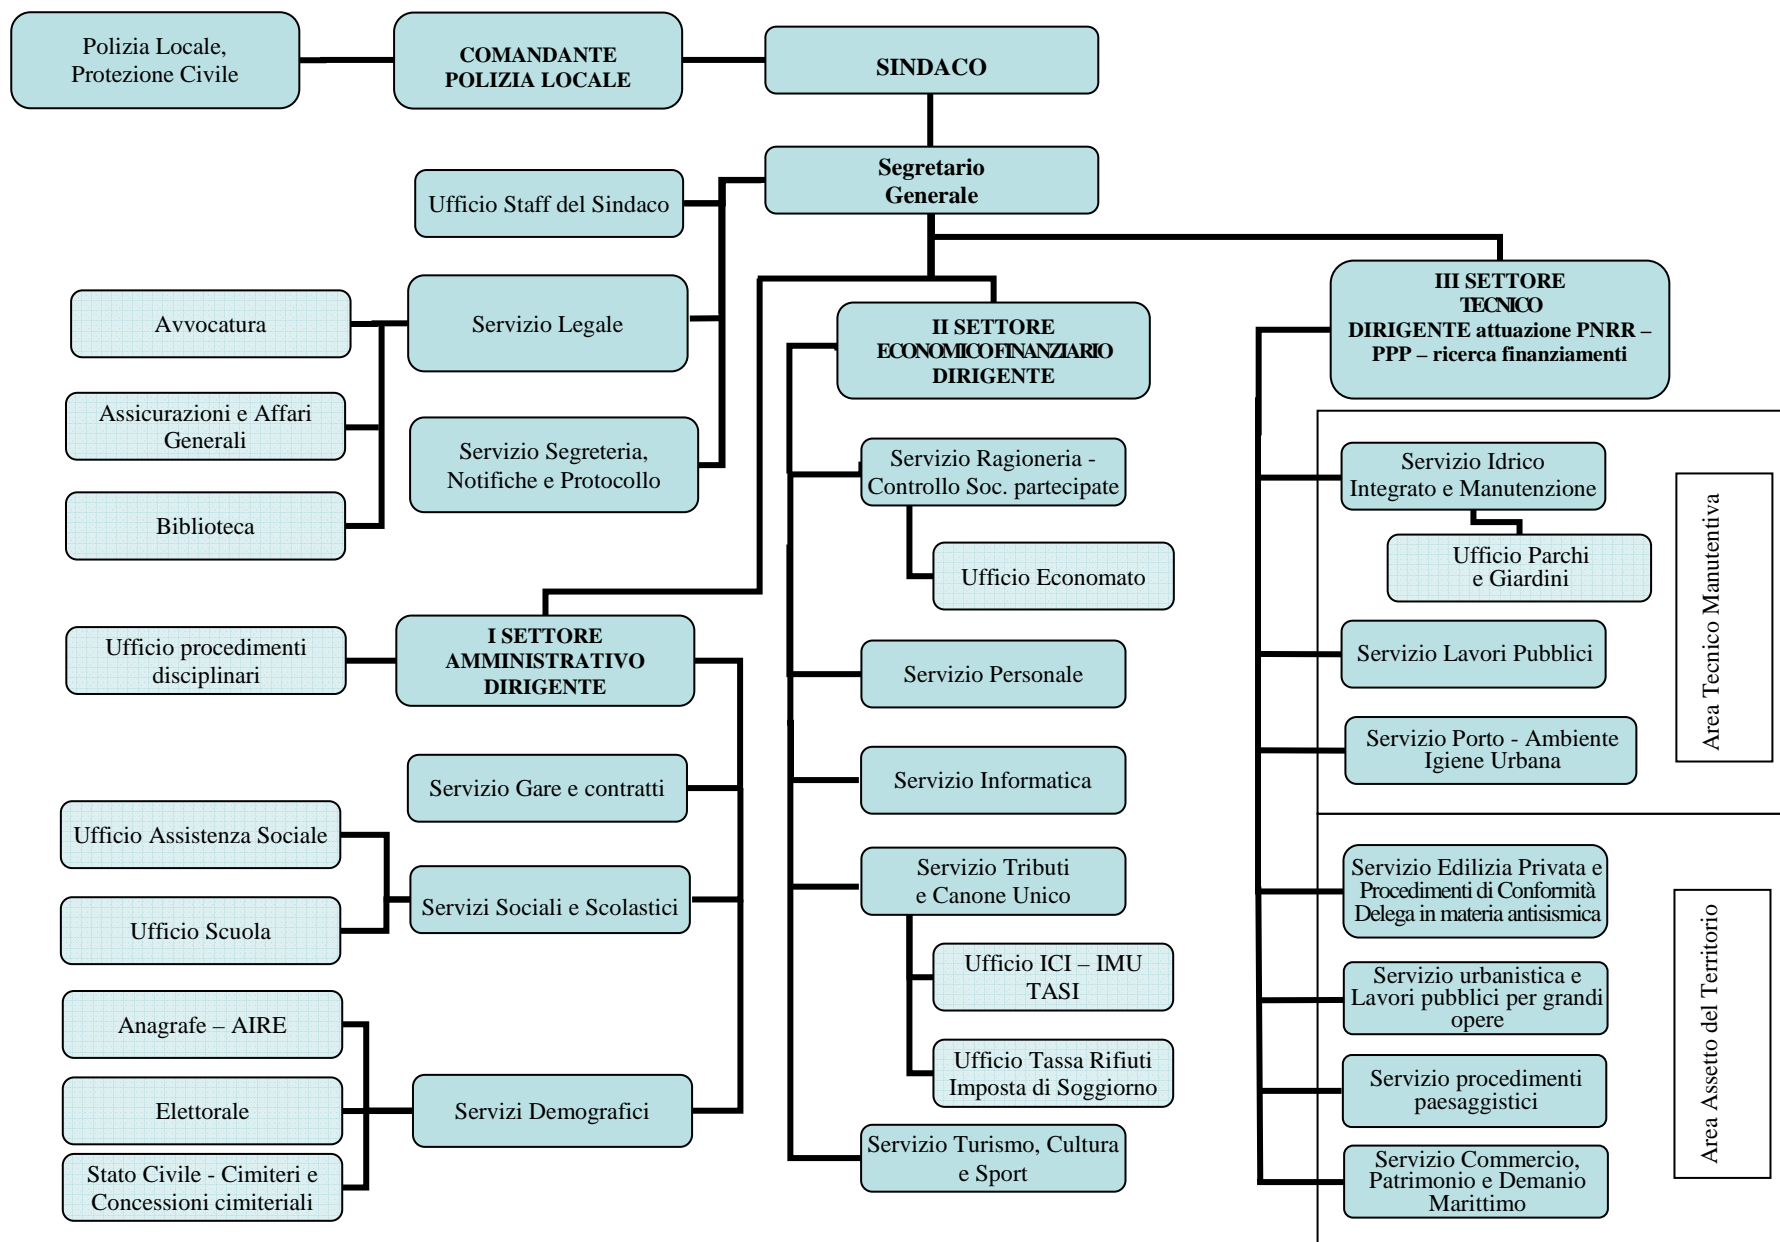 Polizia Locale,
Protezione Civile
COMANDANTE
POLIZIA LOCALE
SINDACO
Segretario
Generale
Ufficio Staff del Sindaco
Servizio Legale
Avvocatura
Assicurazioni e Affari
Generali
Biblioteca
Servizio Segreteria,
Notifiche e Protocollo
I SETTORE
AMMINISTRATIVO
DIRIGENTE
Ufficio procedimenti
disciplinari
Servizio Gare e contratti
Servizi Sociali e Scolastici
Ufficio Assistenza Sociale
Ufficio Scuola
Servizi Demografici
Anagrafe – AIRE
Elettorale
Stato Civile - Cimiteri e
Concessioni cimiteriali
II SETTORE
ECONOMICOFINANZIARIO
DIRIGENTE
Servizio Ragioneria -
Controllo Soc. partecipate
Ufficio Economato
Servizio Personale
Servizio Informatica
Servizio Tributi
e Canone Unico
Ufficio ICI – IMU
TASI
Ufficio Tassa Rifiuti
Imposta di Soggiorno
Servizio Turismo, Cultura
e Sport
III SETTORE
TECNICO
DIRIGENTE attuazione PNRR –
PPP – ricerca finanziamenti
Servizio Idrico
Integrato e Manutenzione
Ufficio Parchi
e Giardini
Servizio Lavori Pubblici
Servizio Porto - Ambiente
Igiene Urbana
Area Tecnico Manutentiva
Servizio Edilizia Privata e
Procedimenti di Conformità
Delega in materia antisismica
Servizio urbanistica e
Lavori pubblici per grandi
opere
Servizio procedimenti
paesaggistici
Servizio Commercio,
Patrimonio e Demanio
Marittimo
Area Assetto del Territorio